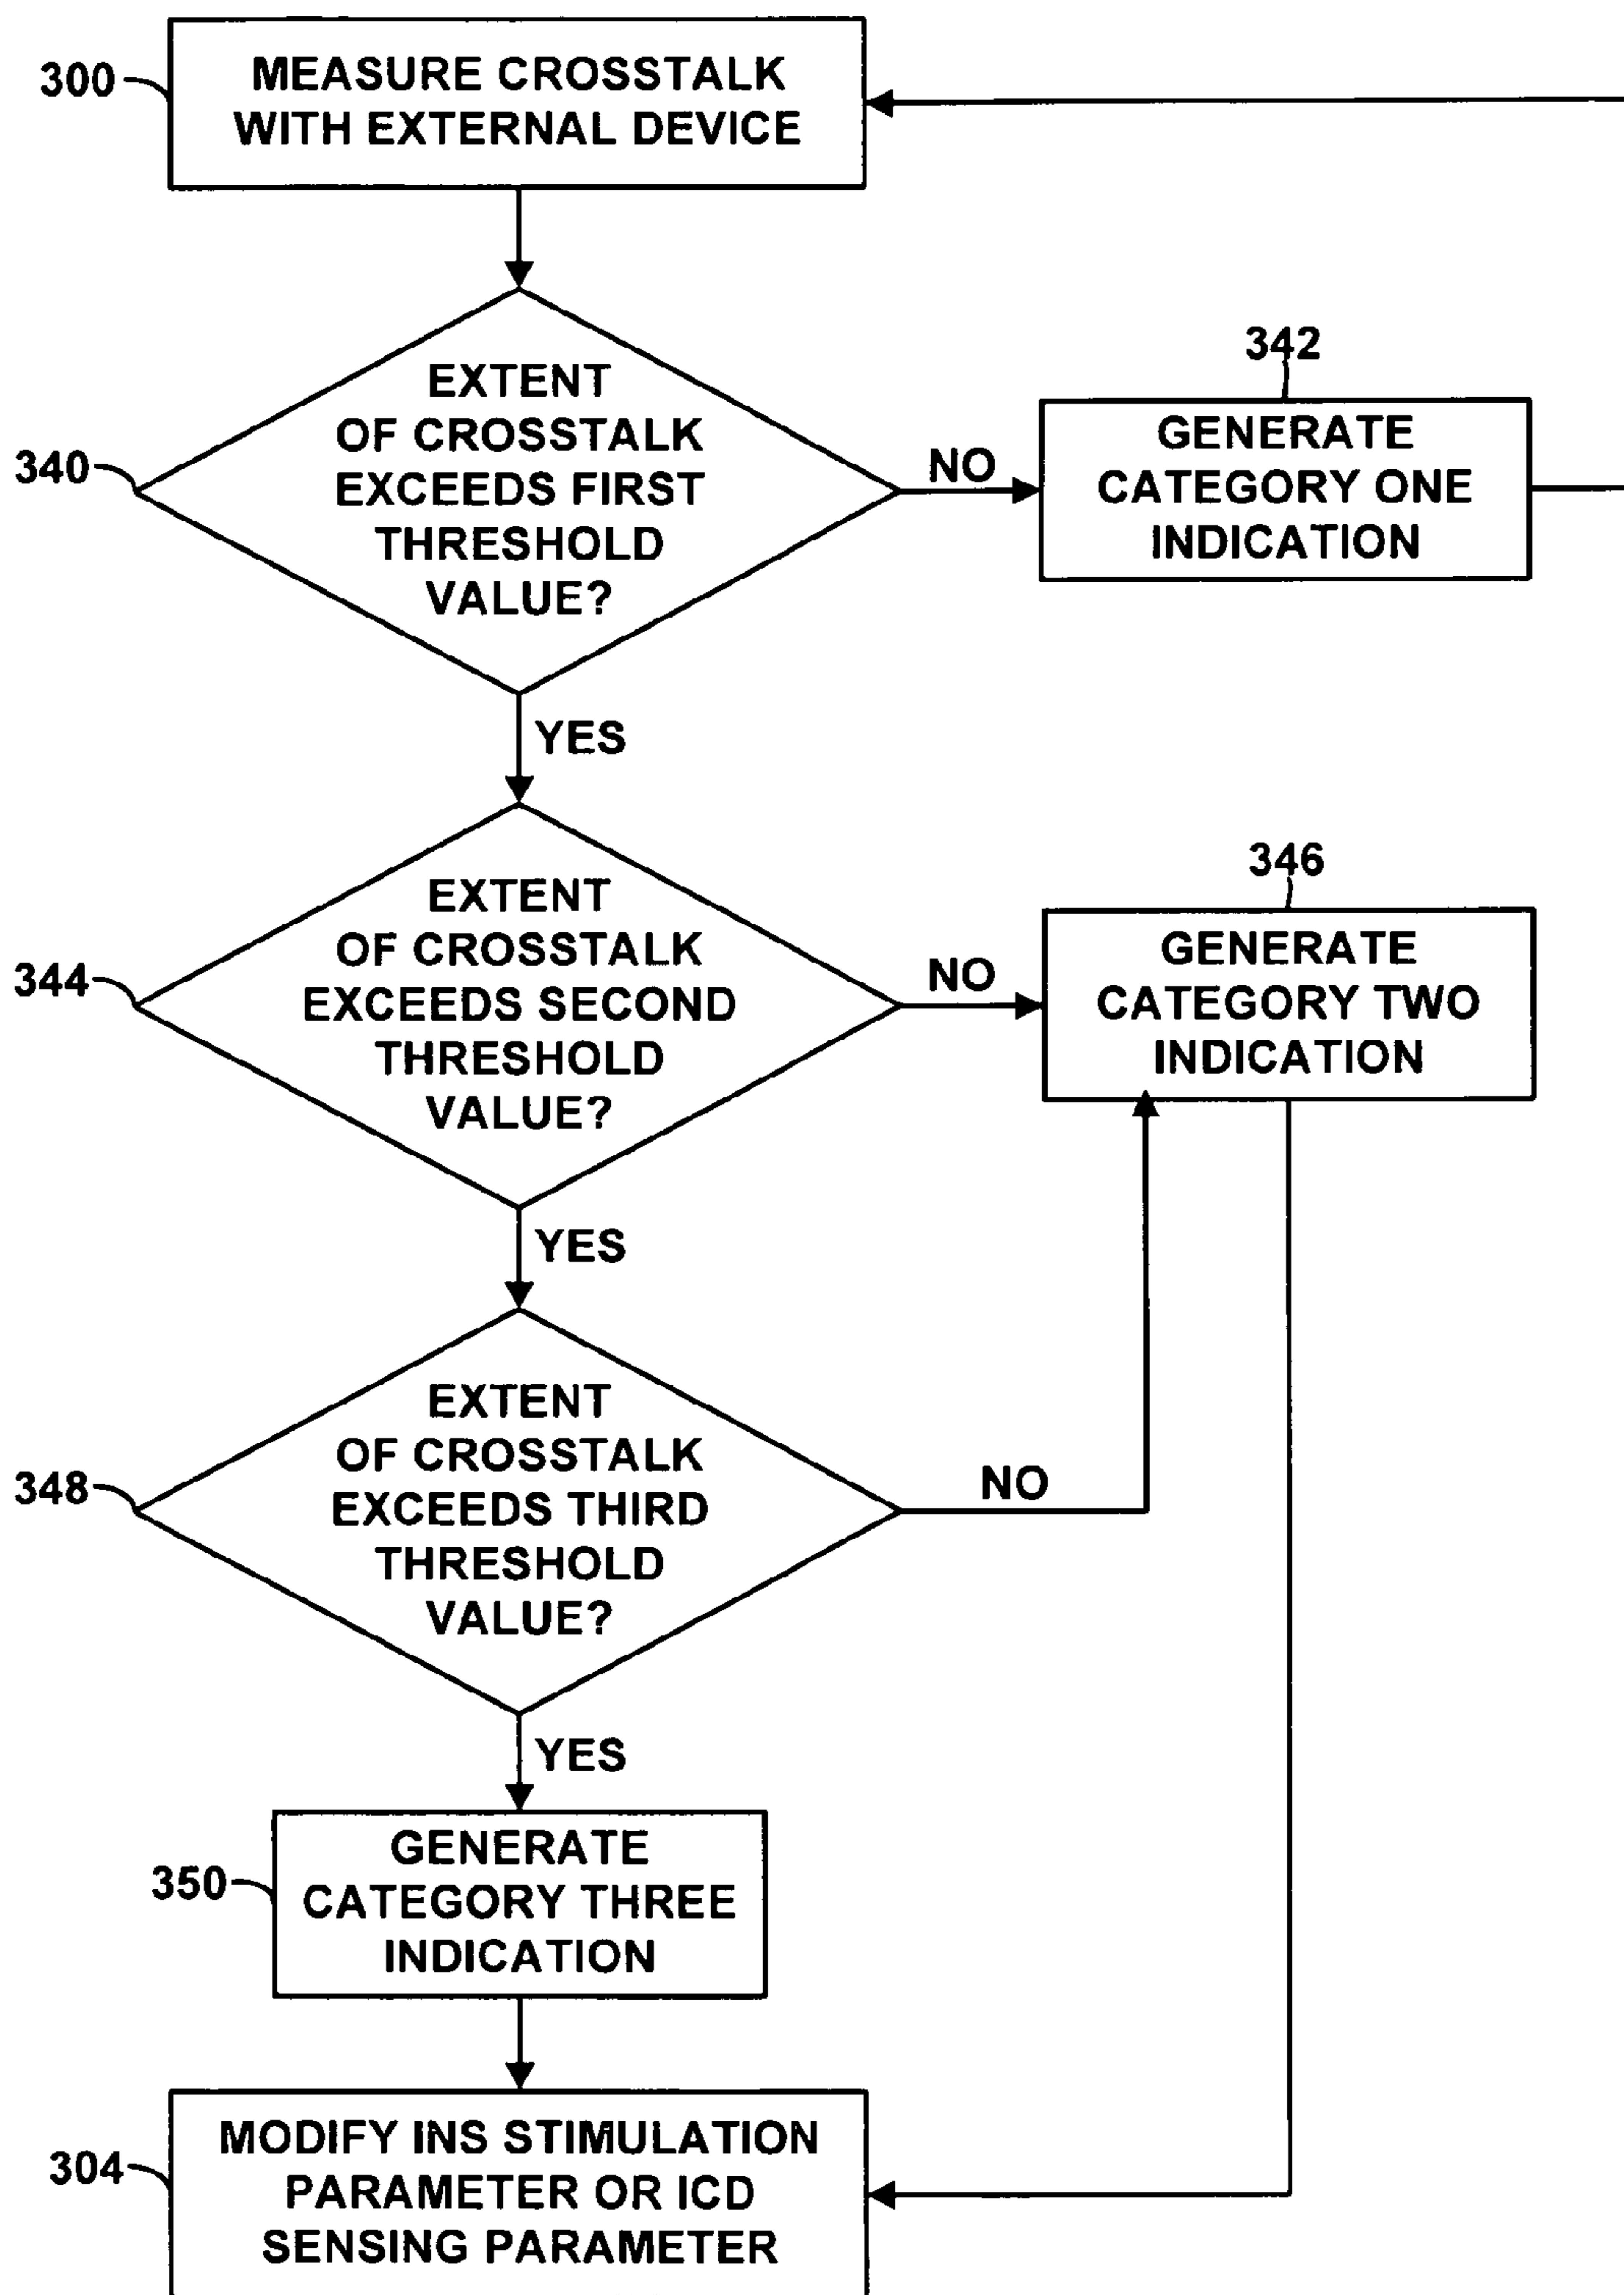 300
MEASURE CROSSTALK
WITH EXTERNAL DEVICE
340
EXTENT
OF CROSSTALK
EXCEEDS FIRST
THRESHOLD
VALUE?
NO
342
GENERATE
CATEGORY ONE
INDICATION
YES
344
EXTENT
OF CROSSTALK
EXCEEDS SECOND
THRESHOLD
VALUE?
NO
346
GENERATE
CATEGORY TWO
INDICATION
YES
348
EXTENT
OF CROSSTALK
EXCEEDS THIRD
THRESHOLD
VALUE?
NO
YES
350
GENERATE
CATEGORY THREE
INDICATION
304
MODIFY INS STIMULATION
PARAMETER OR ICD
SENSING PARAMETER